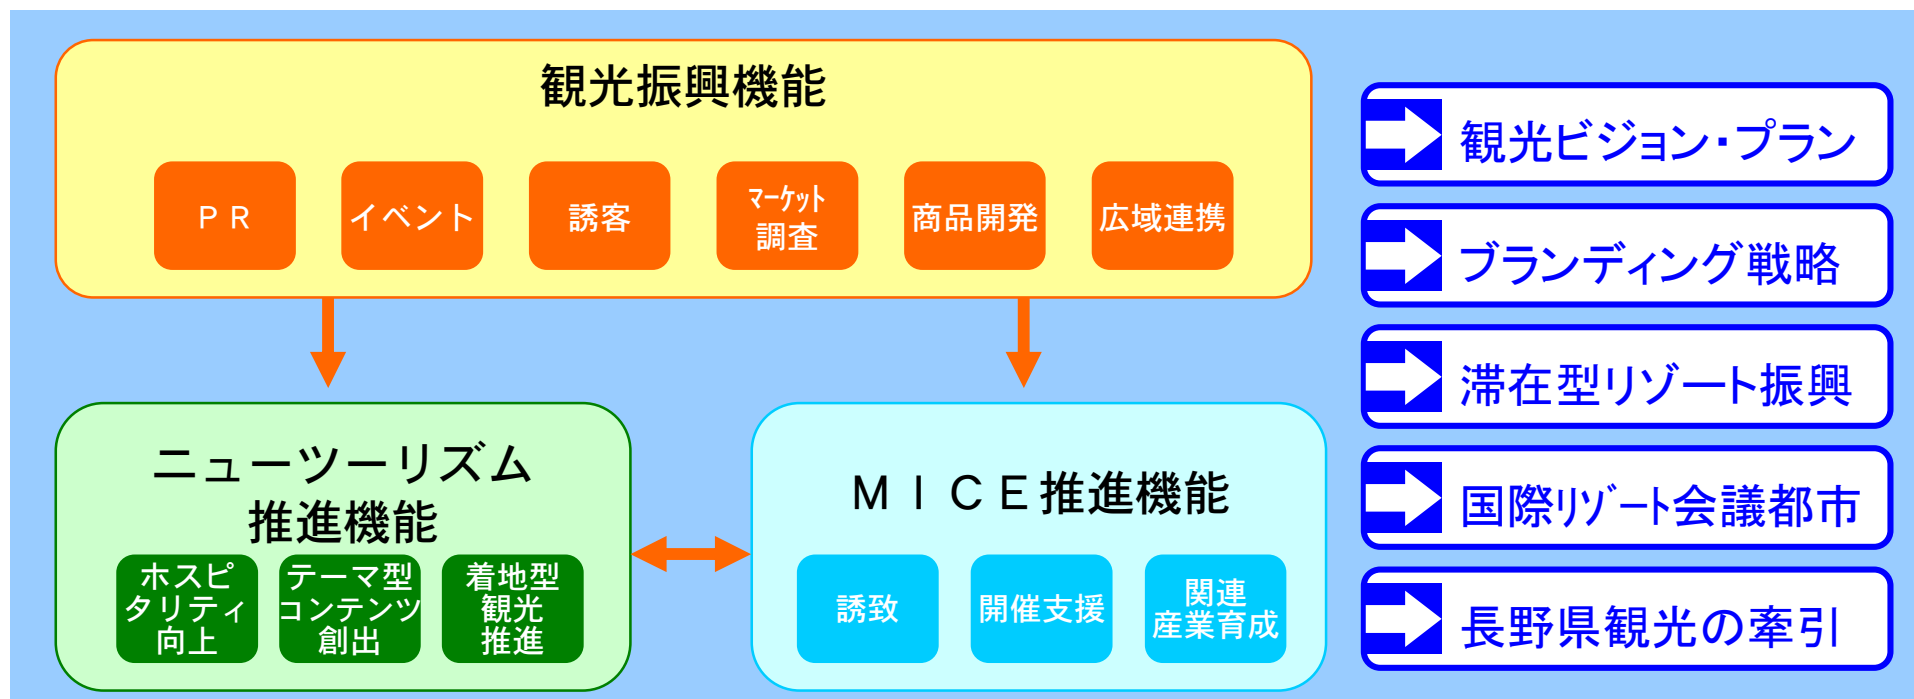 観光振興機能
ＰＲ
イベント
誘客
ﾏｰｹｯﾄ
調査
商品開発
広域連携
ニューツーリズム
推進機能
ホスピ
タリティ
向上
テーマ型
コンテンツ
創出
着地型
観光
推進
ＭＩＣＥ推進機能
誘致
開催支援
関連
産業育成
観光ビジョン・プラン
ブランディング戦略
滞在型リゾート振興
国際ﾘｿﾞｰﾄ会議都市
長野県観光の牽引